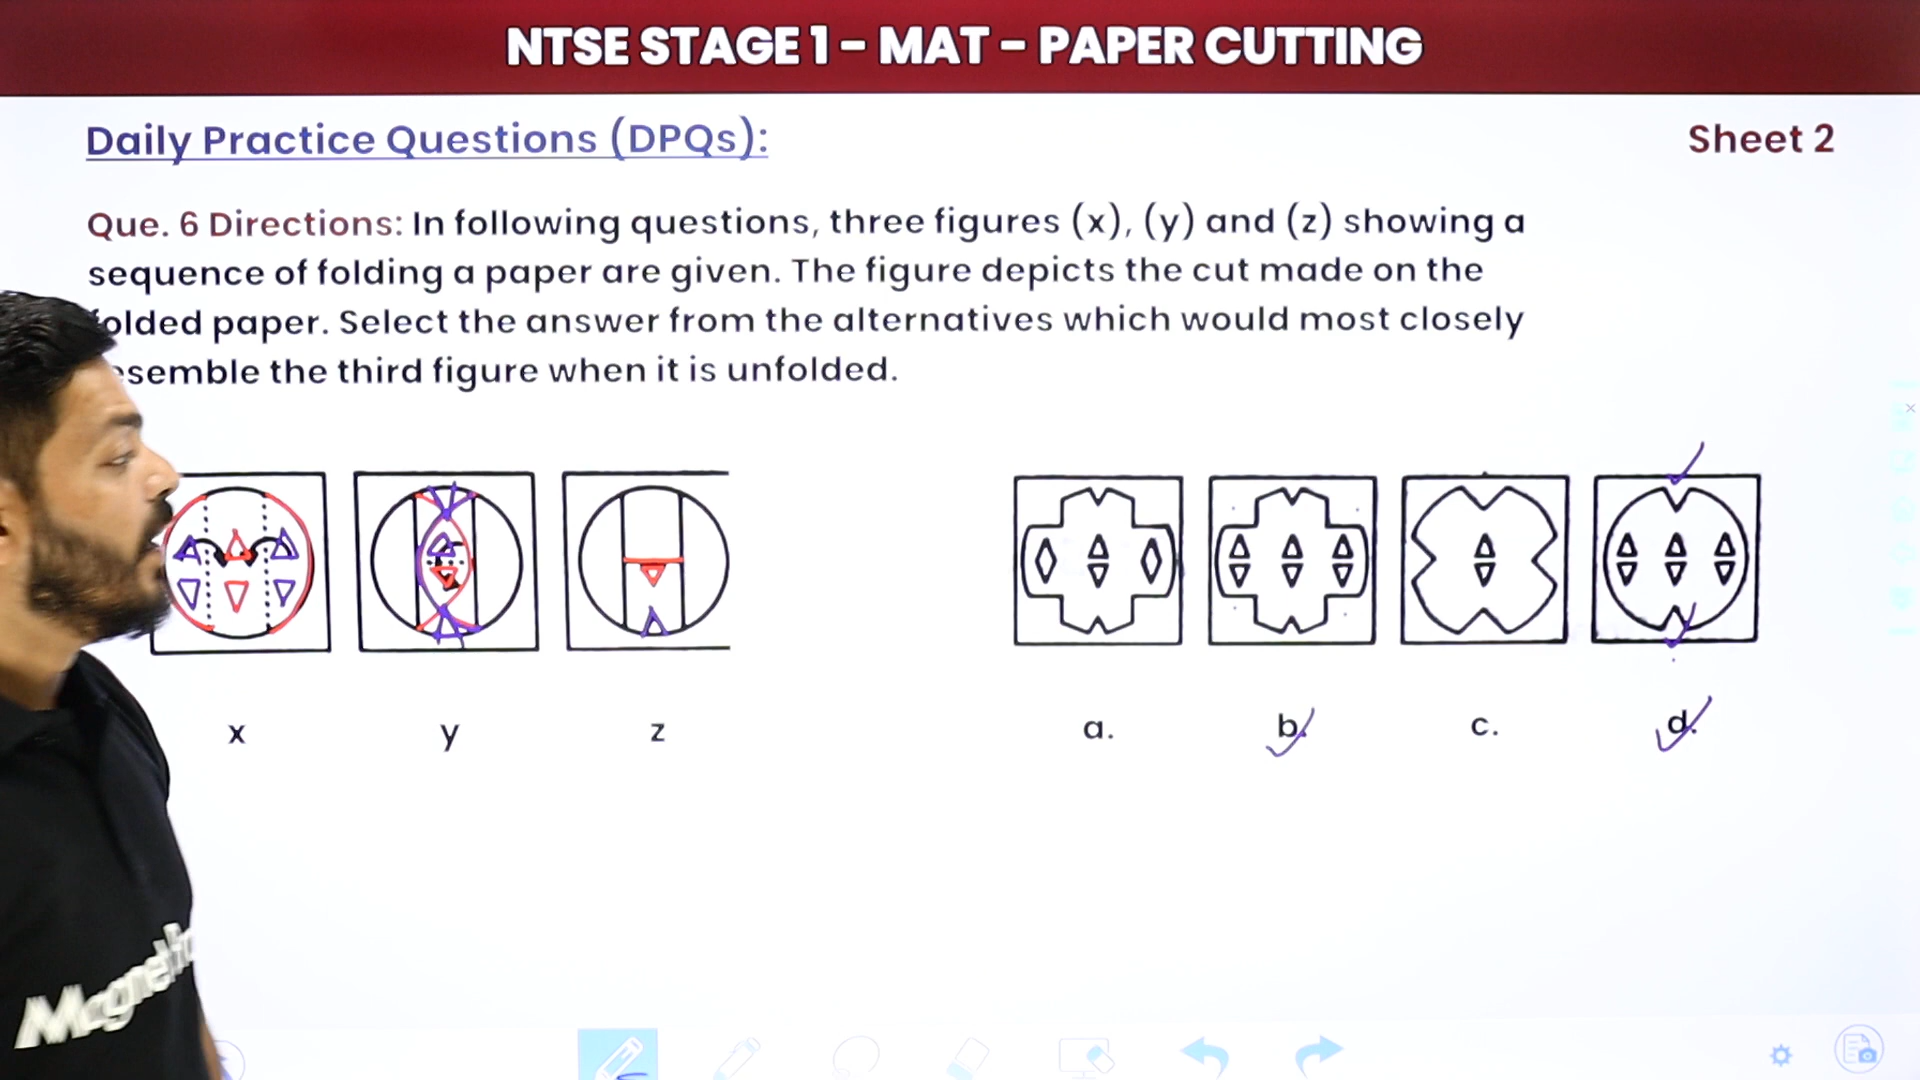 NTSE STAGE 1 – MAT – PAPER CUTTING
Daily Practice Questions (DPQs):
Sheet 2
Que. 6 Directions: In following questions, three figures (x), (y) and (z) showing a
sequence of folding a paper are given. The figure depicts the cut made on the
olded paper. Select the answer from the alternatives which would most closely
semble the third figure when it is unfolded.
x y z a. b. c. d.